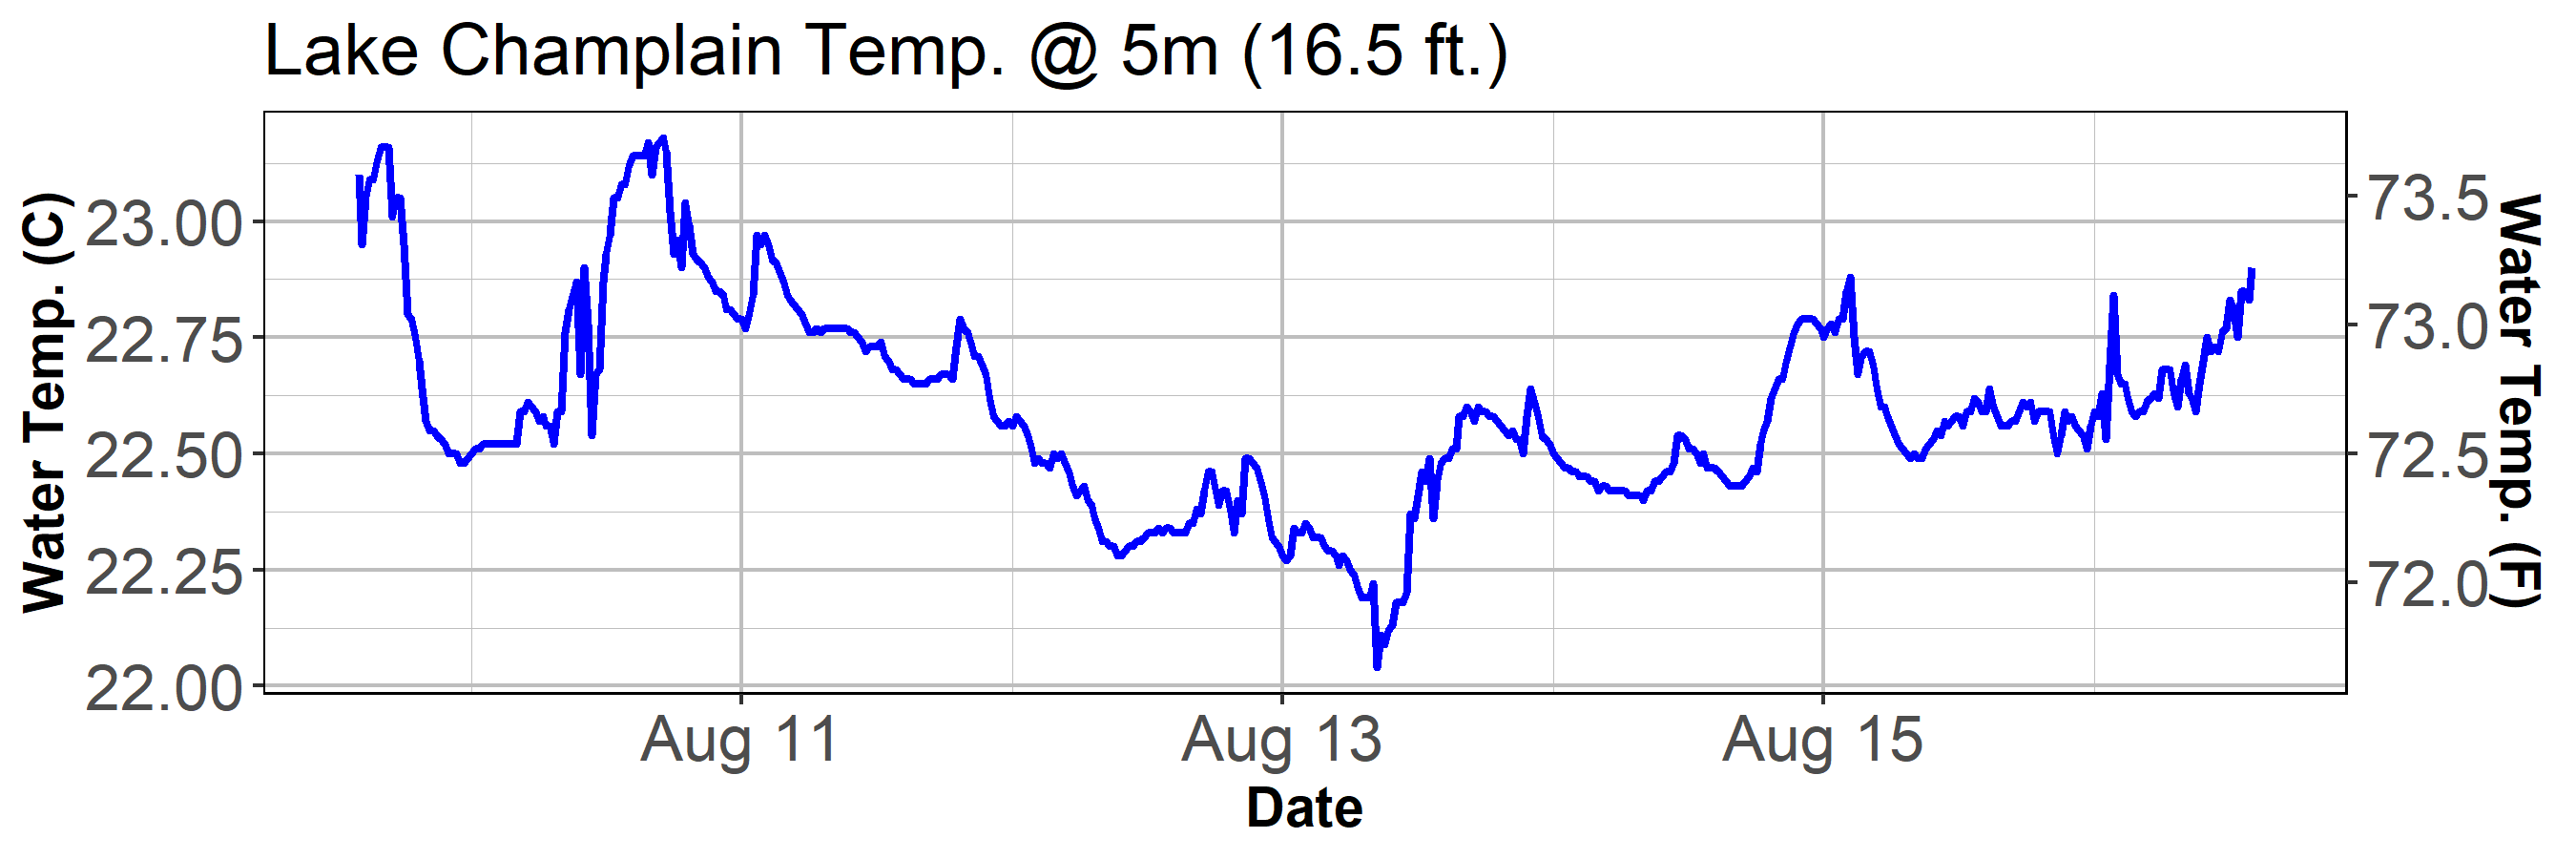 Lake Champlain Temp. @ 5m (16.5 ft.)
Water Temp. (C)
23.00
22.75
22.50
22.25
22.00
73.5
73.0
72.5
72.0
Water Temp. (F)
Aug 11
Aug 13
Aug 15
Date